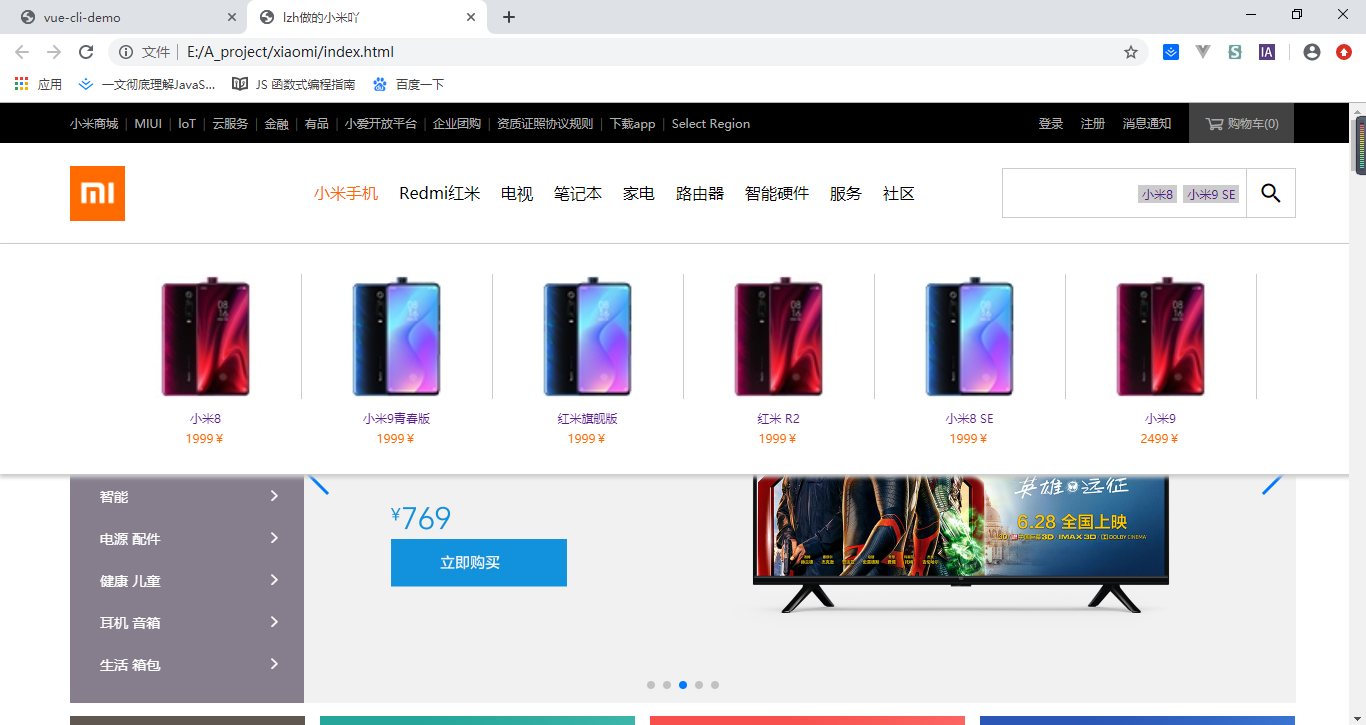 vue-cli-demo
lzh做的小米吖
文件 E:/A_project/xiaomi/index.html
IA
应用 一文彻底理解JavaS... JS 函数式编程指南 百度一下
小米商城 | MIUI | IoT | 云服务 | 金融 | 有品 | 小爱开放平台 | 企业团购 | 资质证照协议规则 | 下载app | Select Region
登录 注册 消息通知 购物车(0)
mi
小米手机 Redmi红米 电视 笔记本 家电 路由器 智能硬件 服务 社区
小米8 小米9 SE
小米8 小米9青春版 红米旗舰版 红米 R2 小米8 SE 小米9
1999￥ 1999￥ 1999￥ 1999￥ 1999￥ 2499￥
智能
电源 配件
健康 儿童
耳机 音箱
生活 箱包
¥769
立即购买
英雄远征
6.28 全国上映